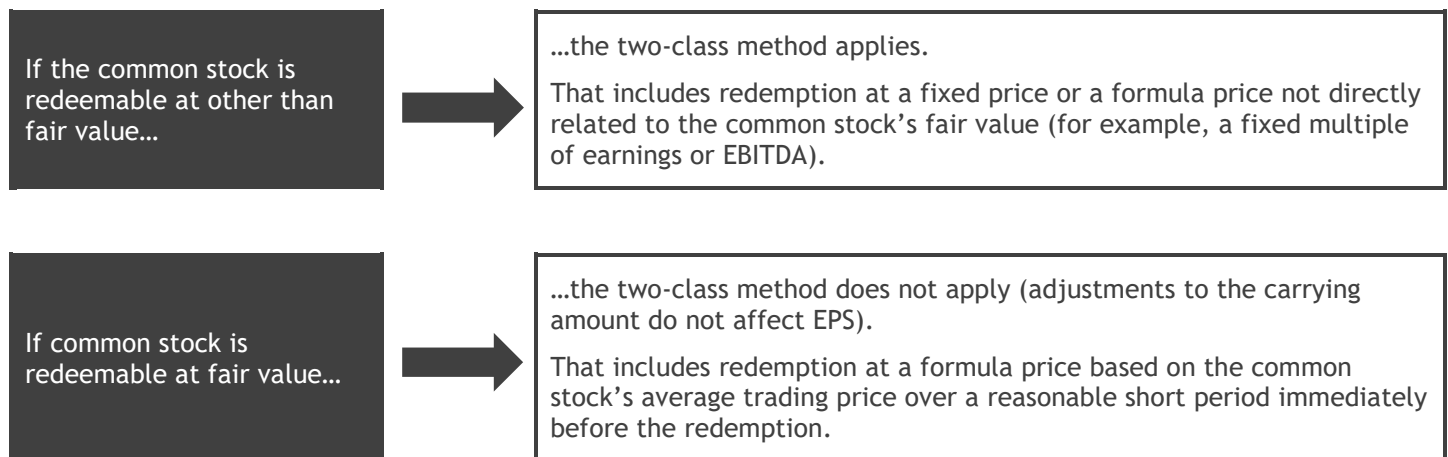 If the common stock is
redeemable at other than
fair value…
…the two-class method applies.
That includes redemption at a fixed price or a formula price not directly
related to the common stock’s fair value (for example, a fixed multiple
of earnings or EBITDA).
If common stock is
redeemable at fair value…
…the two-class method does not apply (adjustments to the carrying
amount do not affect EPS).
That includes redemption at a formula price based on the common
stock’s average trading price over a reasonable short period immediately
before the redemption.